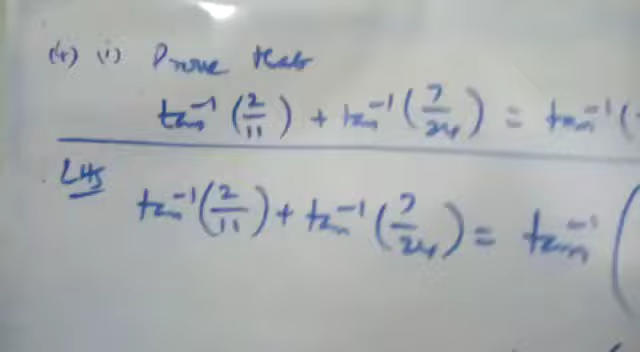 (4) (i) Prove that
tan⁻¹ (2/11) + tan⁻¹ (7/24) = tan⁻¹ (
LHS
tan⁻¹ (2/11) + tan⁻¹ (7/24) = tan⁻¹ (